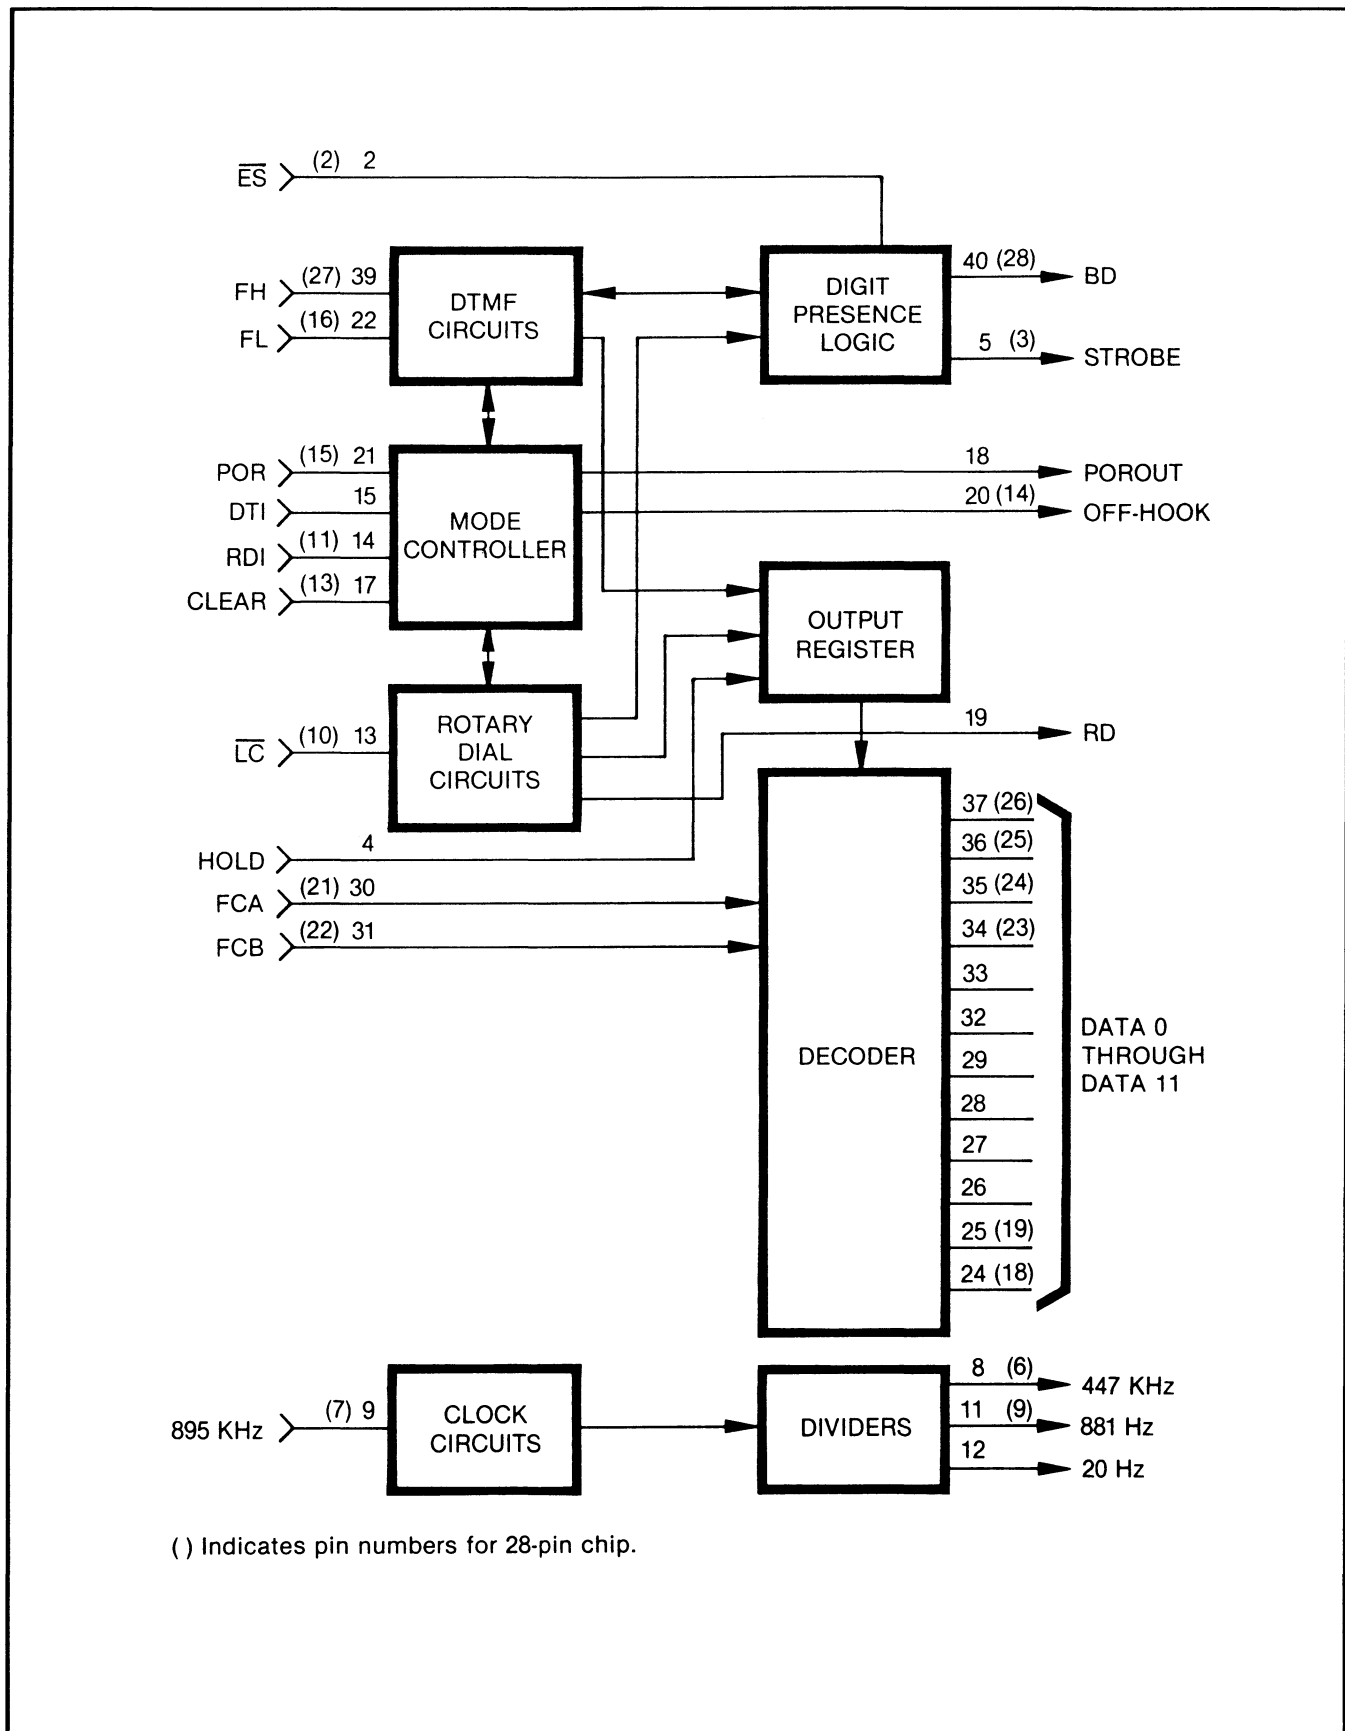 ES (2) 2
FH (27) 39
FL (16) 22
DTMF
CIRCUITS
DIGIT
PRESENCE
LOGIC
40 (28) BD
5 (3) STROBE
POR (15) 21
DTI 15
RDI (11) 14
CLEAR (13) 17
MODE
CONTROLLER
18 POROUT
20 (14) OFF-HOOK
OUTPUT
REGISTER
LC (10) 13
ROTARY
DIAL
CIRCUITS
19 RD
HOLD 4
FCA (21) 30
FCB (22) 31
DECODER
37 (26)
36 (25)
35 (24)
34 (23)
33
32
29
28
27
26
25 (19)
24 (18)
DATA 0
THROUGH
DATA 11
895 KHz (7) 9
CLOCK
CIRCUITS
DIVIDERS
8 (6) 447 KHz
11 (9) 881 Hz
12 20 Hz
( ) Indicates pin numbers for 28-pin chip.